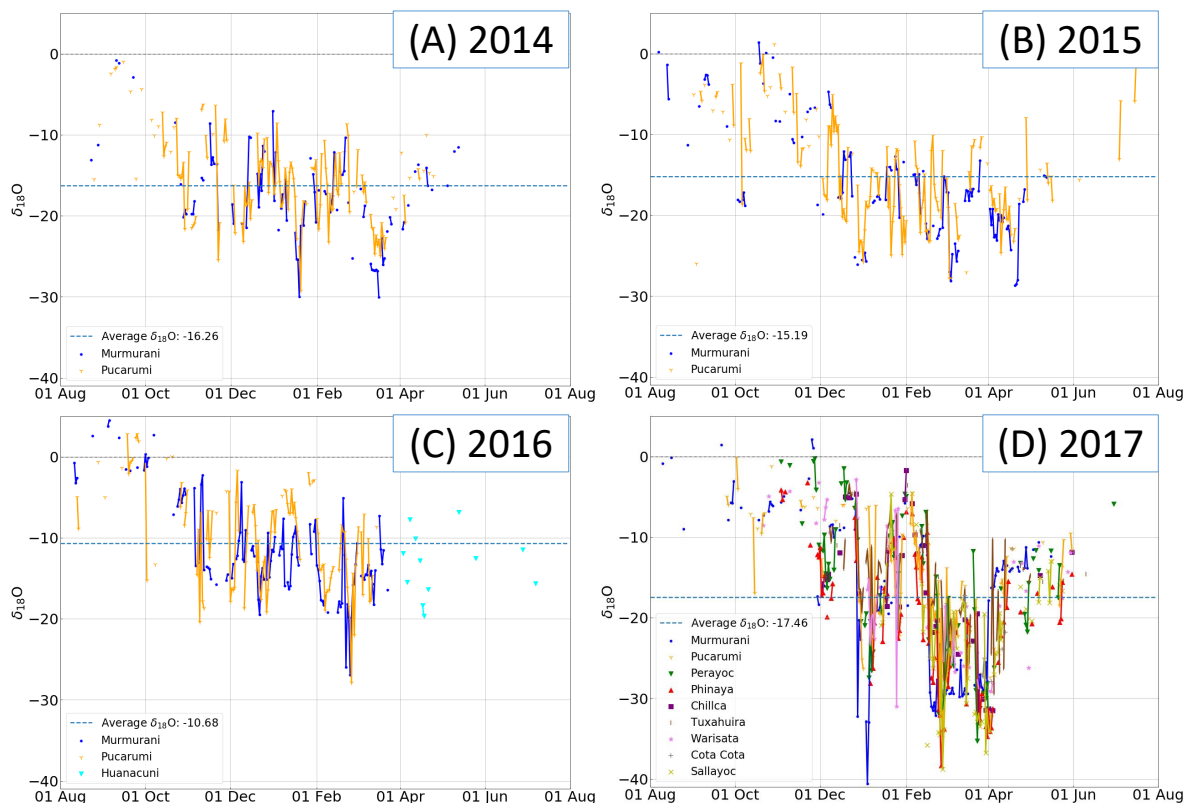 (A) 2014
0
−10
−20
−30
−40
δ18O
Average δ18O: -16.26
Murmurani
Pucarumi
01 Aug 01 Oct 01 Dec 01 Feb 01 Apr 01 Jun 01 Aug
(B) 2015
0
−10
−20
−30
−40
δ18O
Average δ18O: -15.19
Murmurani
Pucarumi
01 Aug 01 Oct 01 Dec 01 Feb 01 Apr 01 Jun 01 Aug
(C) 2016
0
−10
−20
−30
−40
δ18O
Average δ18O: -10.68
Murmurani
Pucarumi
Huanacuni
01 Aug 01 Oct 01 Dec 01 Feb 01 Apr 01 Jun 01 Aug
(D) 2017
0
−10
−20
−30
−40
δ18O
Average δ18O: -17.46
Murmurani
Pucarumi
Perayoc
Phinaya
Chillca
Tuxahuira
Warisata
Cota Cota
Sallayoc
01 Aug 01 Oct 01 Dec 01 Feb 01 Apr 01 Jun 01 Aug